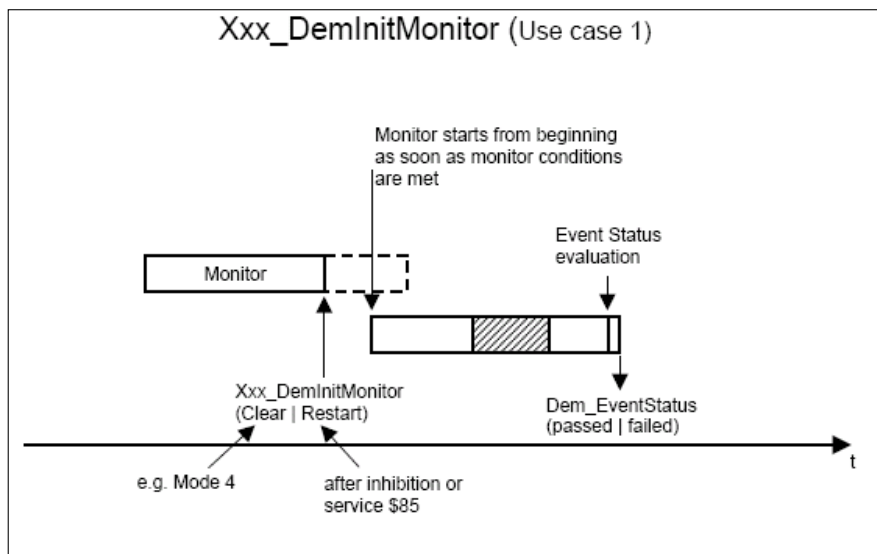 Xxx_DemInitMonitor (Use case 1)
Monitor starts from beginning
as soon as monitor conditions
are met
Event Status
evaluation
Monitor
Xxx_DemInitMonitor
(Clear | Restart)
Dem_EventStatus
(passed | failed)
t
e.g. Mode 4
after inhibition or
service $85